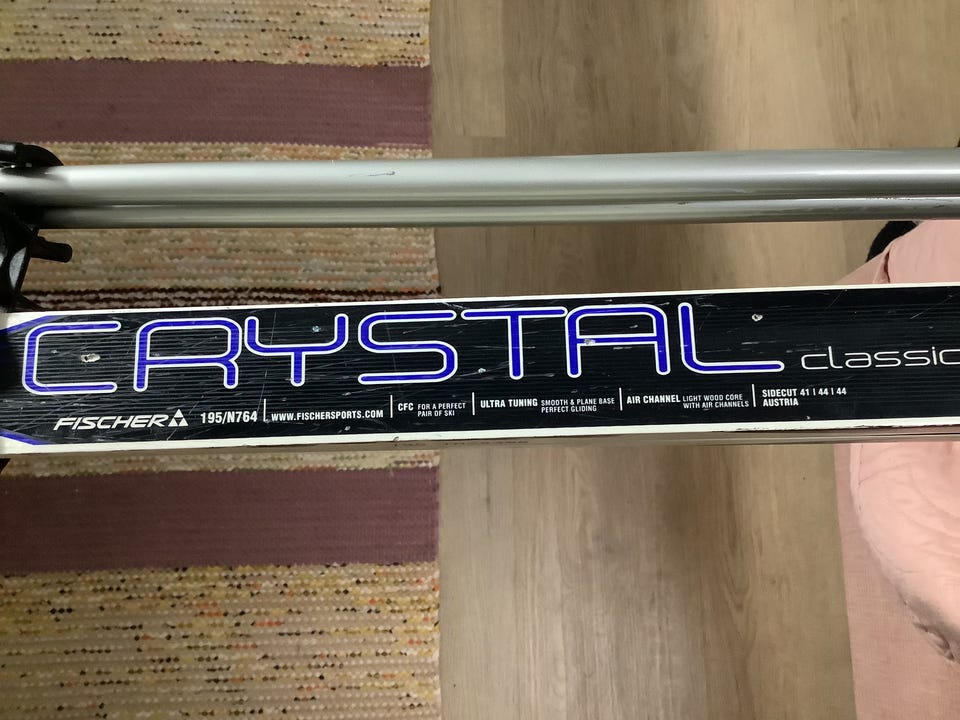 CRYSTAL classic
FISCHER 195/N764 | WWW.FISCHERSPORTS.COM
CFC FOR A PERFECT
PAIR OF SKI
ULTRA TUNING SMOOTH & PLANE BASE
PERFECT GLIDING
AIR CHANNEL LIGHT WOOD CORE
WITH AIR CHANNELS
SIDECUT 41 | 44 | 44
AUSTRIA